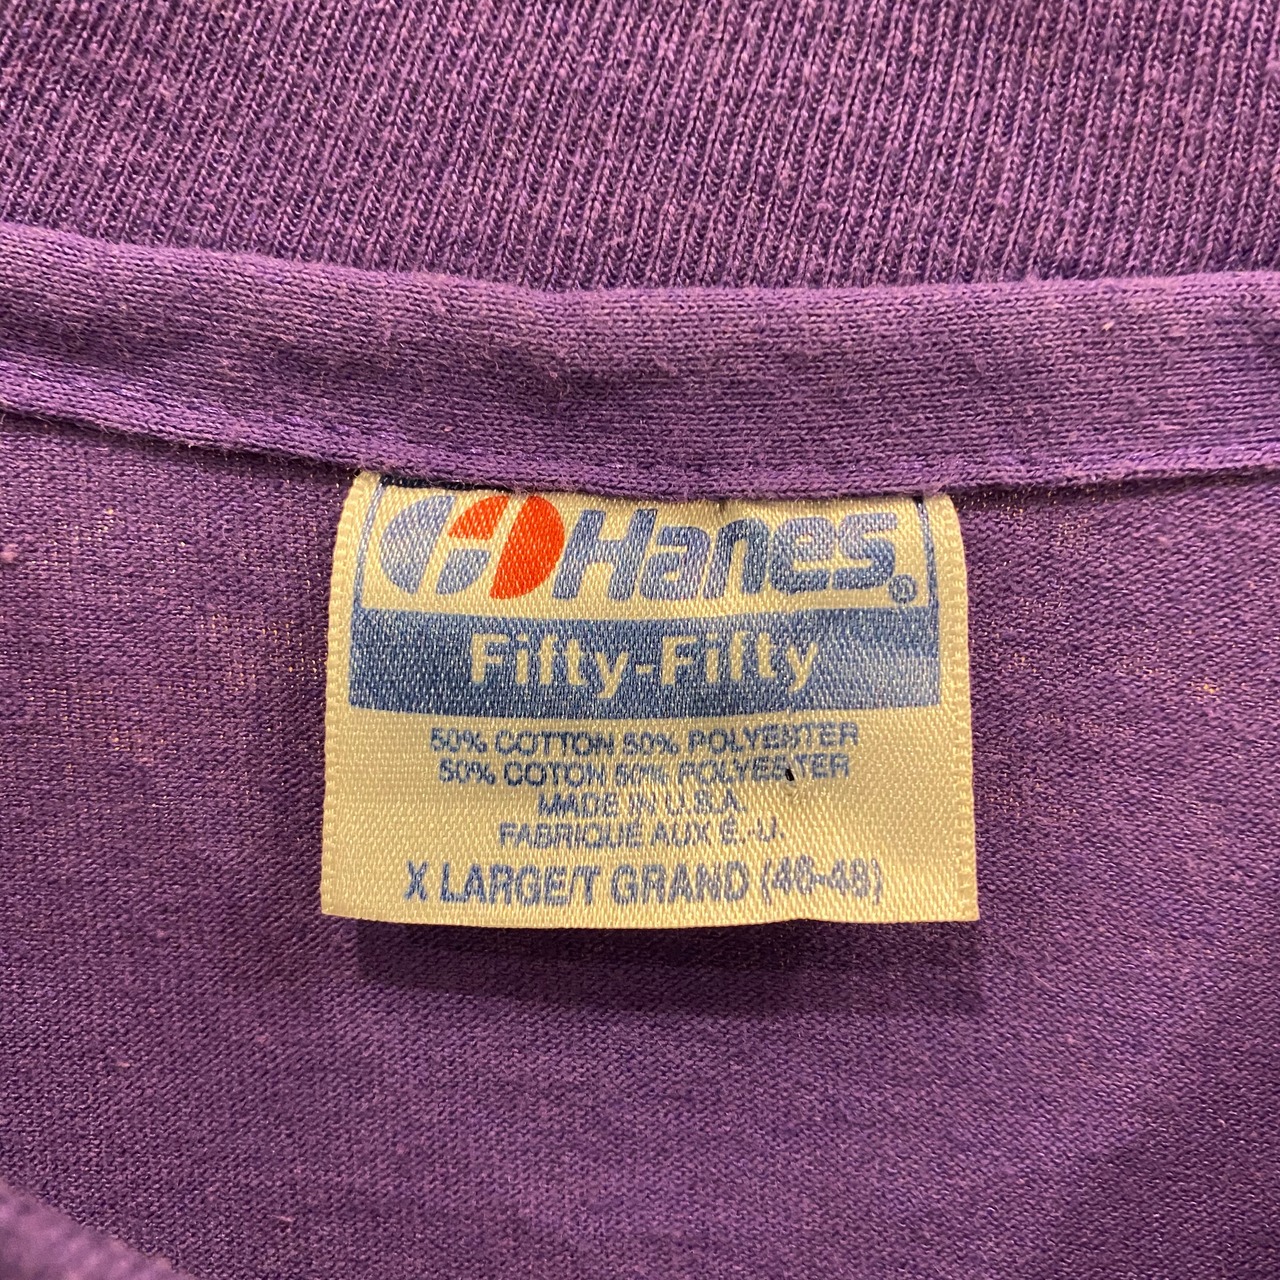 Hanes®
Fifty-Fifty
50% COTTON 50% POLYESTER
50% COTON 50% POLYESTER
MADE IN U.S.A.
FABRIQUÉ AUX É.-U.
X LARGE/T GRAND (46-48)